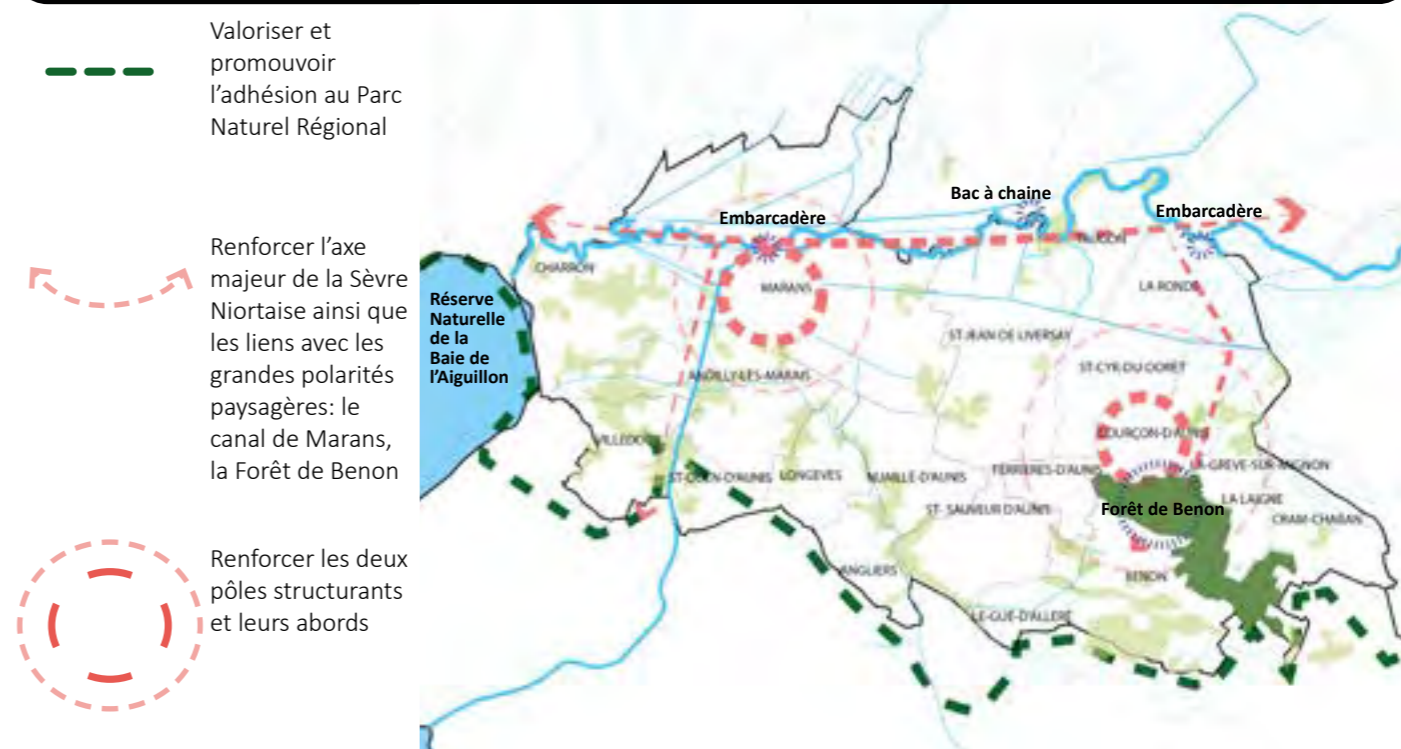 Valoriser et
promouvoir
l’adhésion au Parc
Naturel Régional
Renforcer l’axe
majeur de la Sèvre
Niortaise ainsi que
les liens avec les
grandes polarités
paysagères: le
canal de Marans,
la Forêt de Benon
Renforcer les deux
pôles structurants
et leurs abords
Bac à chaine
Embarcadère
Embarcadère
CHARRON
MARANS
LA RONDE
Réserve
Naturelle
de la
Baie de
l’Aiguillon
ST-JEAN DE LIVERSAY
ST-CYR-DU DORET
ANDILLY-LES-MARAIS
COURÇON-D'AUNIS
ST-OUEN-D'AUNIS
LONGEVES
NUAILLÉ-D'AUNIS
FERRIERES-D'AUNIS
LA-GRÈVE-SUR-MIGNON
LA LAIGNE
ST- SAUVEUR D'AUNIS
Forêt de Benon
CRAM-CHABAN
ANGLIERS
BENON
LE-GUE-D'ALLERE